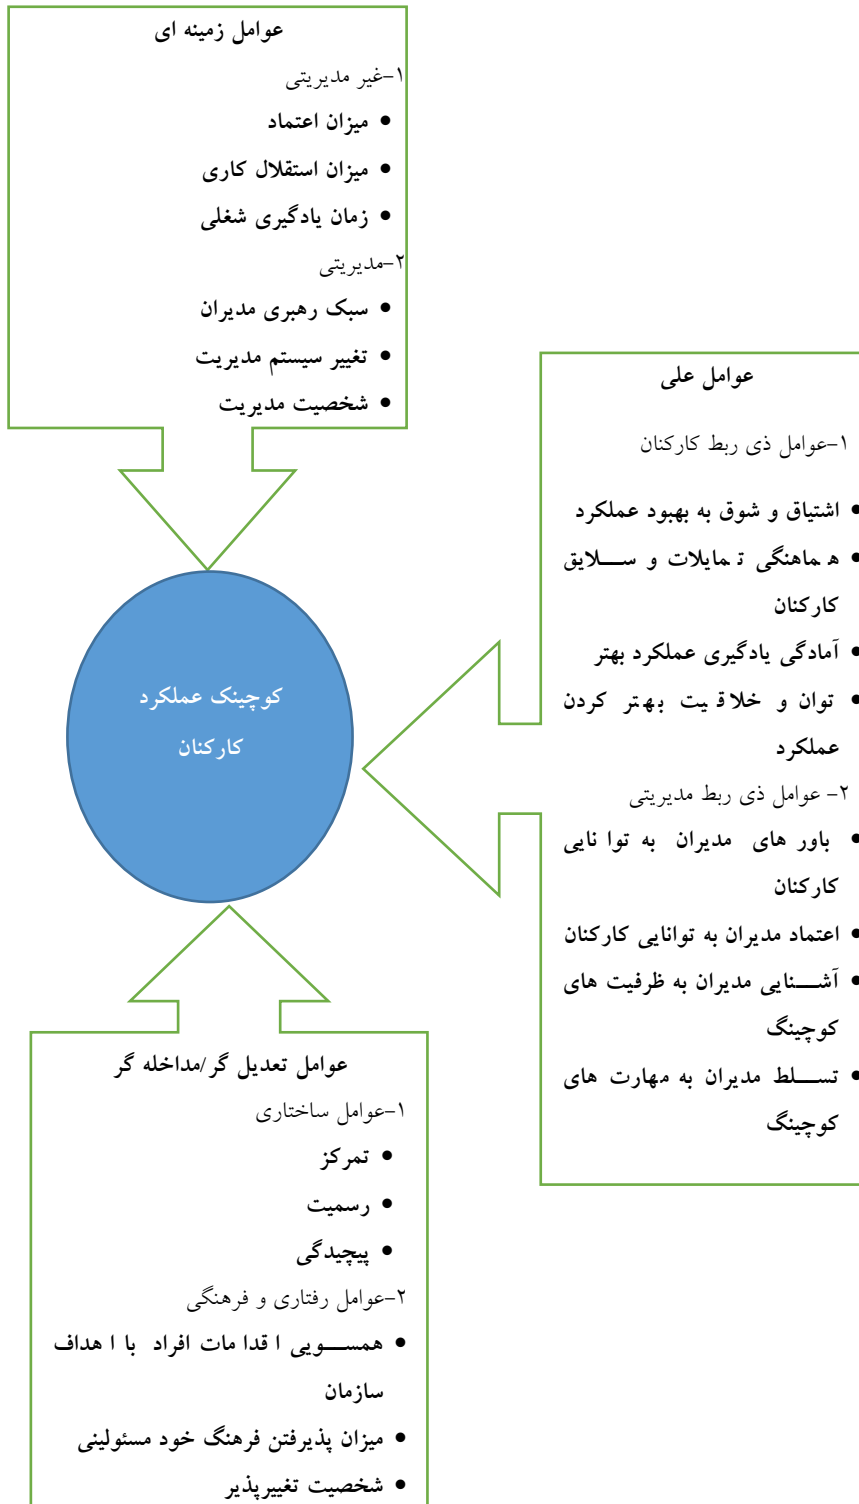 عوامل زمینه ای
۱-غیر مدیریتی
• میزان اعتماد
• میزان استقلال کاری
• زمان یادگیری شغلی
۲-مدیریتی
• سبک رهبری مدیران
• تغییر سیستم مدیریت
• شخصیت مدیریت
عوامل علی
۱-عوامل ذی ربط کارکنان
• اشتیاق و شوق به بهبود عملکرد
• هماهنگی تمایلات و سلایق
کارکنان
• آمادگی یادگیری عملکرد بهتر
• توان و خلاقیت بهتر کردن
عملکرد
۲- عوامل ذی ربط مدیریتی
• باور های مدیران به توانایی
کارکنان
• اعتماد مدیران به توانایی کارکنان
• آشنایی مدیران به ظرفیت های
کوچینگ
• تسلط مدیران به مهارت های
کوچینگ
کوچینک عملکرد
کارکنان
عوامل تعدیل گر/مداخله گر
۱-عوامل ساختاری
• تمرکز
• رسمیت
• پیچیدگی
۲-عوامل رفتاری و فرهنگی
• همسویی اقدامات افراد با اهداف
سازمان
• میزان پذیرفتن فرهنگ خود مسئولینی
• شخصیت تغییرپذیر